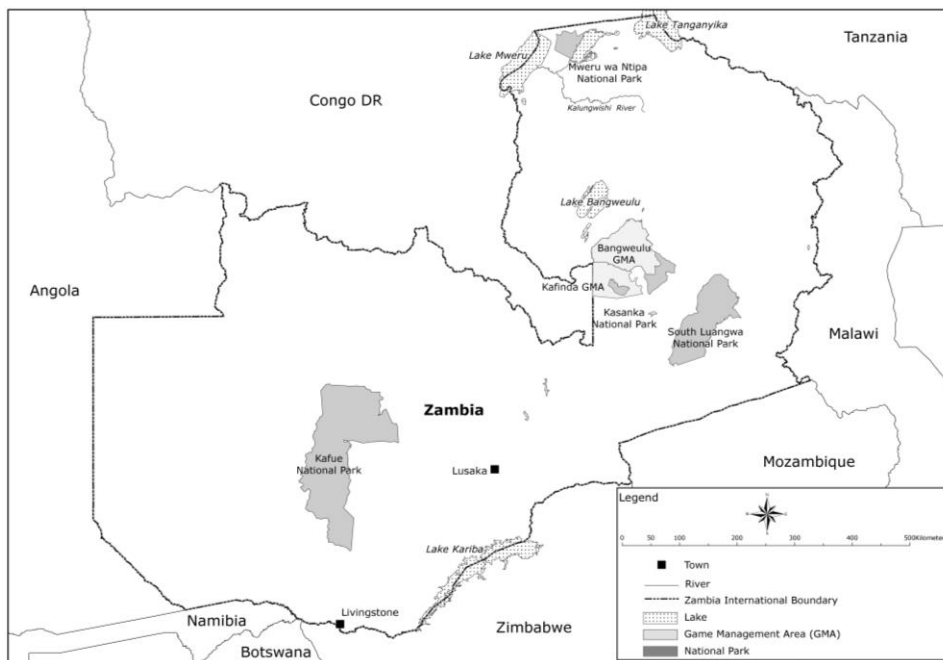 Lake Tanganyika
Tanzania
Lake Mweru
Mweru wa Ntipa
National Park
Congo DR
Kalungwishi River
Lake Bangweulu
Bangweulu
GMA
Angola
Kafinda GMA
Kasanka
National Park
South Luangwa
National Park
Malawi
Zambia
Kafue
National Park
Lusaka
Mozambique
Legend
0 50 100 200 300 400 500Kilometers
Lake Kariba
Town
River
Zambia International Boundary
Lake
Game Management Area (GMA)
National Park
Livingstone
Namibia
Zimbabwe
Botswana